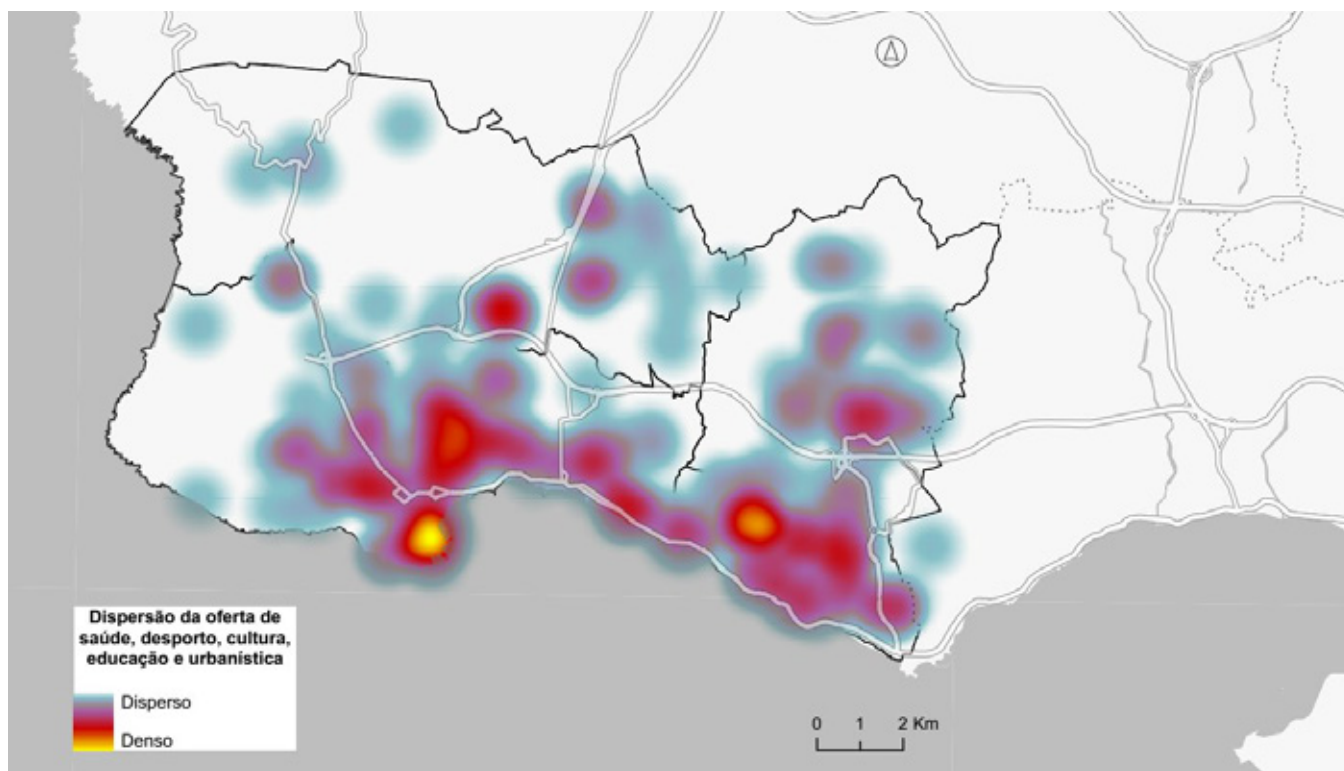 Dispersão da oferta de
saúde, desporto, cultura,
educação e urbanística
Disperso
Denso
0 1 2 Km